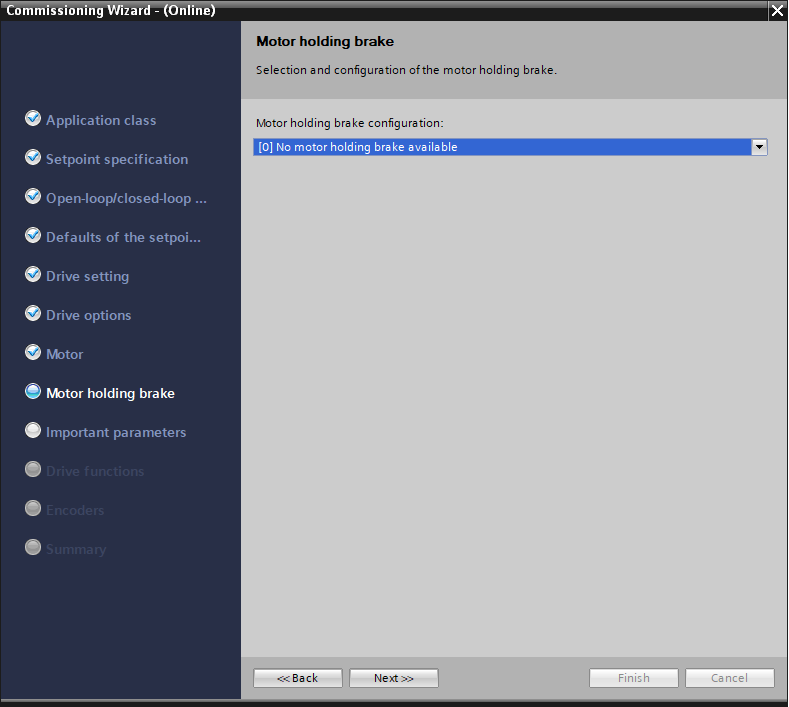 Commissioning Wizard - (Online)
Motor holding brake
Selection and configuration of the motor holding brake.
Application class
Setpoint specification
Open-loop/closed-loop ...
Defaults of the setpoi...
Drive setting
Drive options
Motor
Motor holding brake
Important parameters
Drive functions
Encoders
Summary
Motor holding brake configuration:
[0] No motor holding brake available
<< Back
Next >>
Finish
Cancel